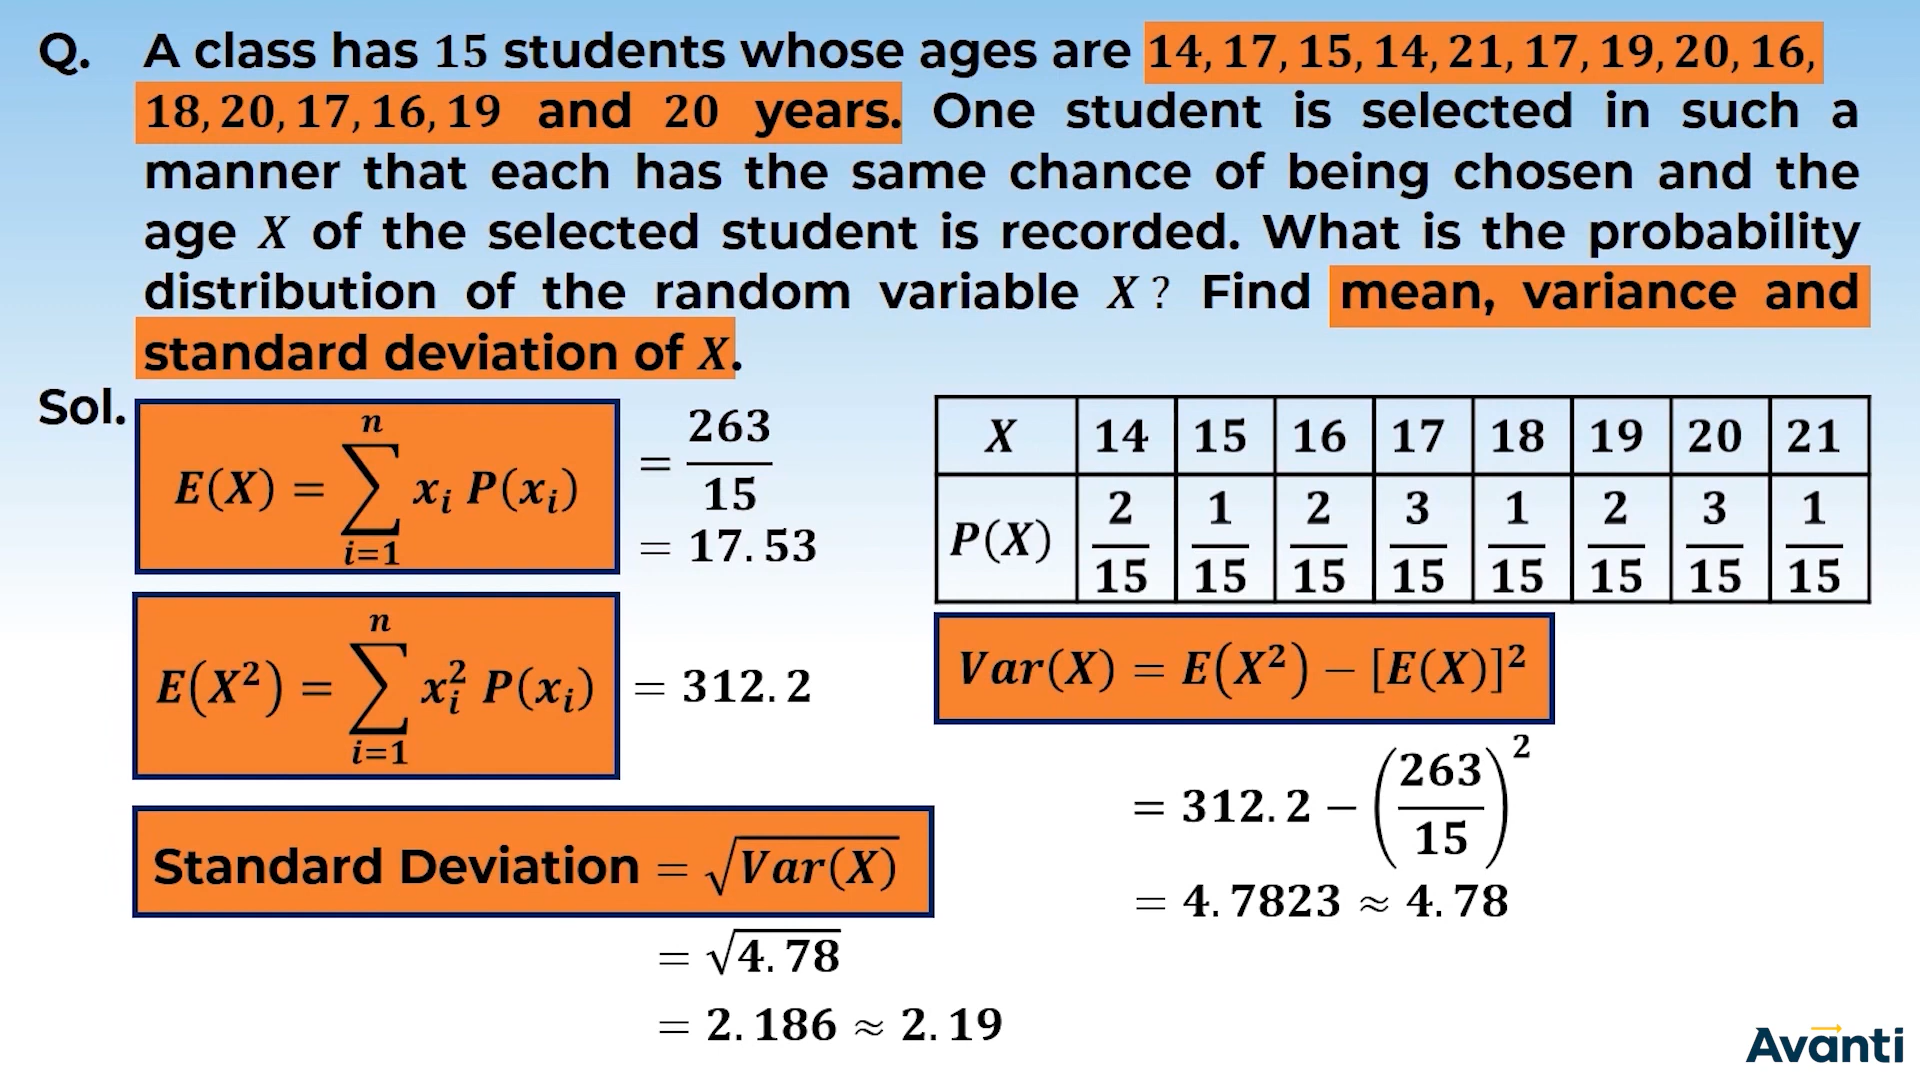 Q. A class has 15 students whose ages are 14, 17, 15, 14, 21, 17, 19, 20, 16,
18, 20, 17, 16, 19 and 20 years. One student is selected in such a
manner that each has the same chance of being chosen and the
age X of the selected student is recorded. What is the probability
distribution of the random variable X ? Find mean, variance and
standard deviation of X.
Sol.
E(X) = ∑_{i=1}^{n} x_i P(x_i) = 263/15
= 17.53
X 14 15 16 17 18 19 20 21
P(X) 2/15 1/15 2/15 3/15 1/15 2/15 3/15 1/15
E(X²) = ∑_{i=1}^{n} x_i² P(x_i) = 312.2
Var(X) = E(X²) − [E(X)]²
= 312.2 − (263/15)²
= 4.7823 ≈ 4.78
Standard Deviation = √Var(X)
= √4.78
= 2.186 ≈ 2.19
Avanti